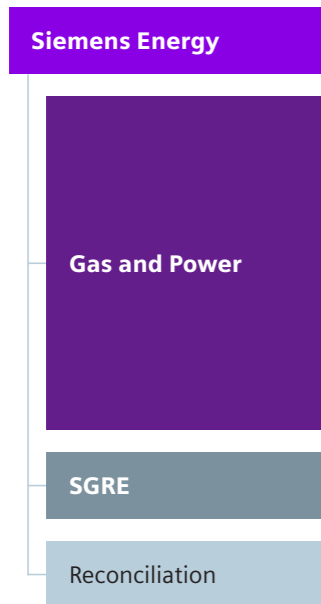 Siemens Energy
Gas and Power
SGRE
Reconciliation